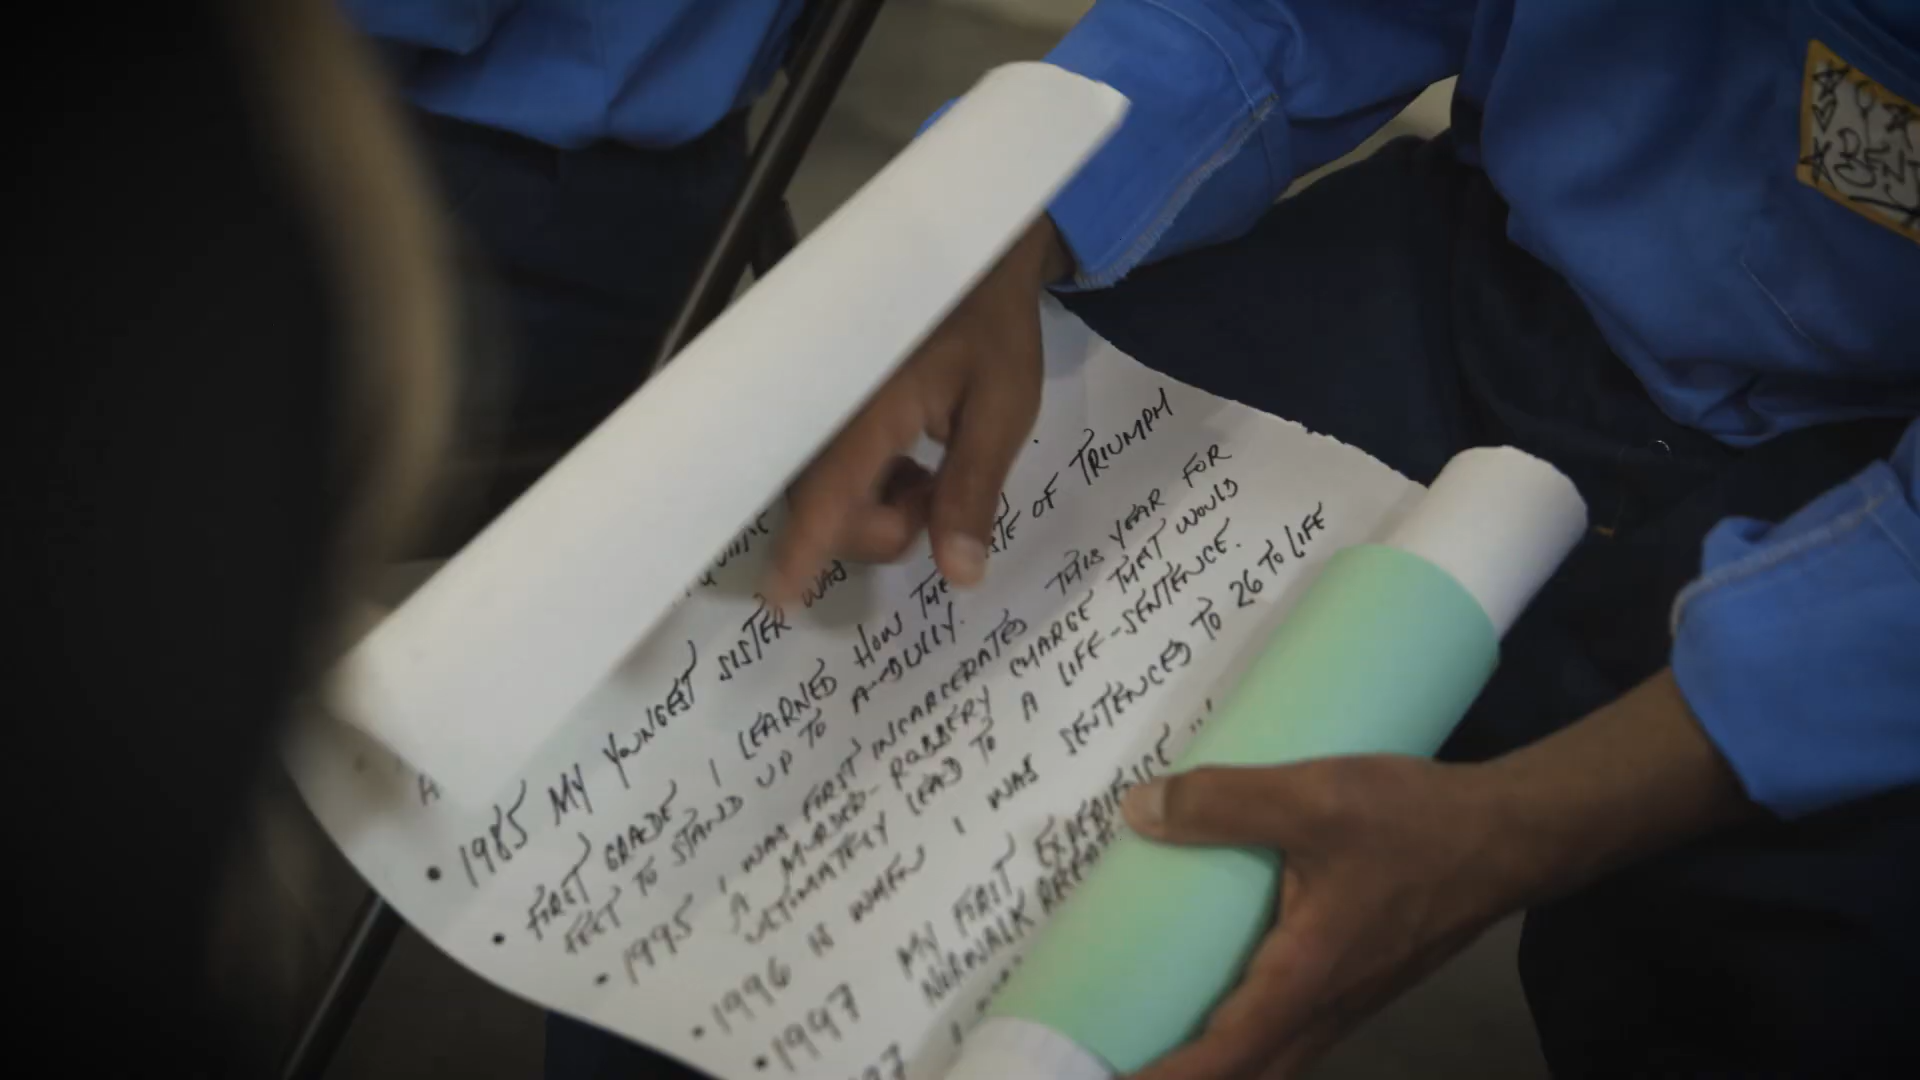 • 1985 MY YOUNGEST SISTER WAS
• FIRST GRADE I LEARNED HOW THE TASTE OF TRIUMPH
FEET TO STAND UP TO A-BULLY.
• 1995 I WAS FIRST INCARCERATED THIS YEAR FOR
A MURDER-ROBBERY CHARGE THAT WOULD
ULTIMATELY LEAD TO A LIFE-SENTENCE.
• 1996 IS WHEN I WAS SENTENCED TO 26 TO LIFE
• 1997 MY FIRST EXPERIENCE
NORWALK